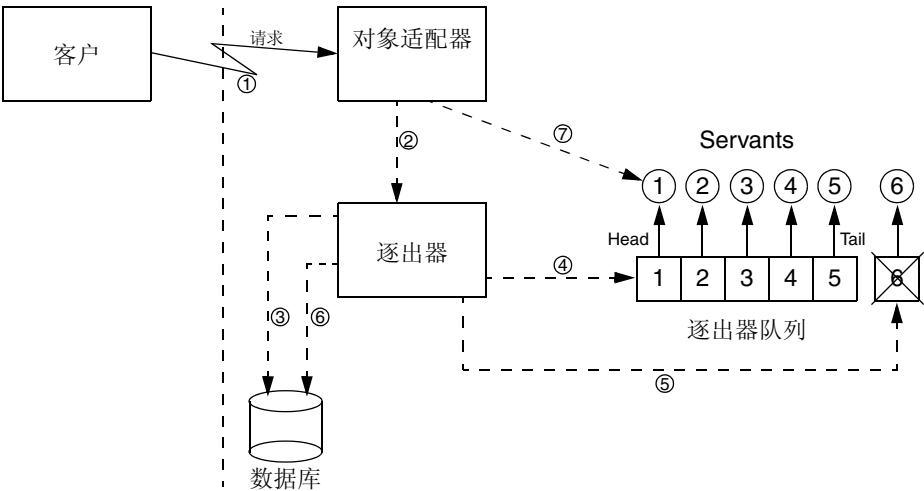 客户
请求
对象适配器
①
②
⑦
Servants
1 2 3 4 5 6
Head
Tail
逐出器
④
1 2 3 4 5 6
③
⑥
逐出器队列
⑤
数据库